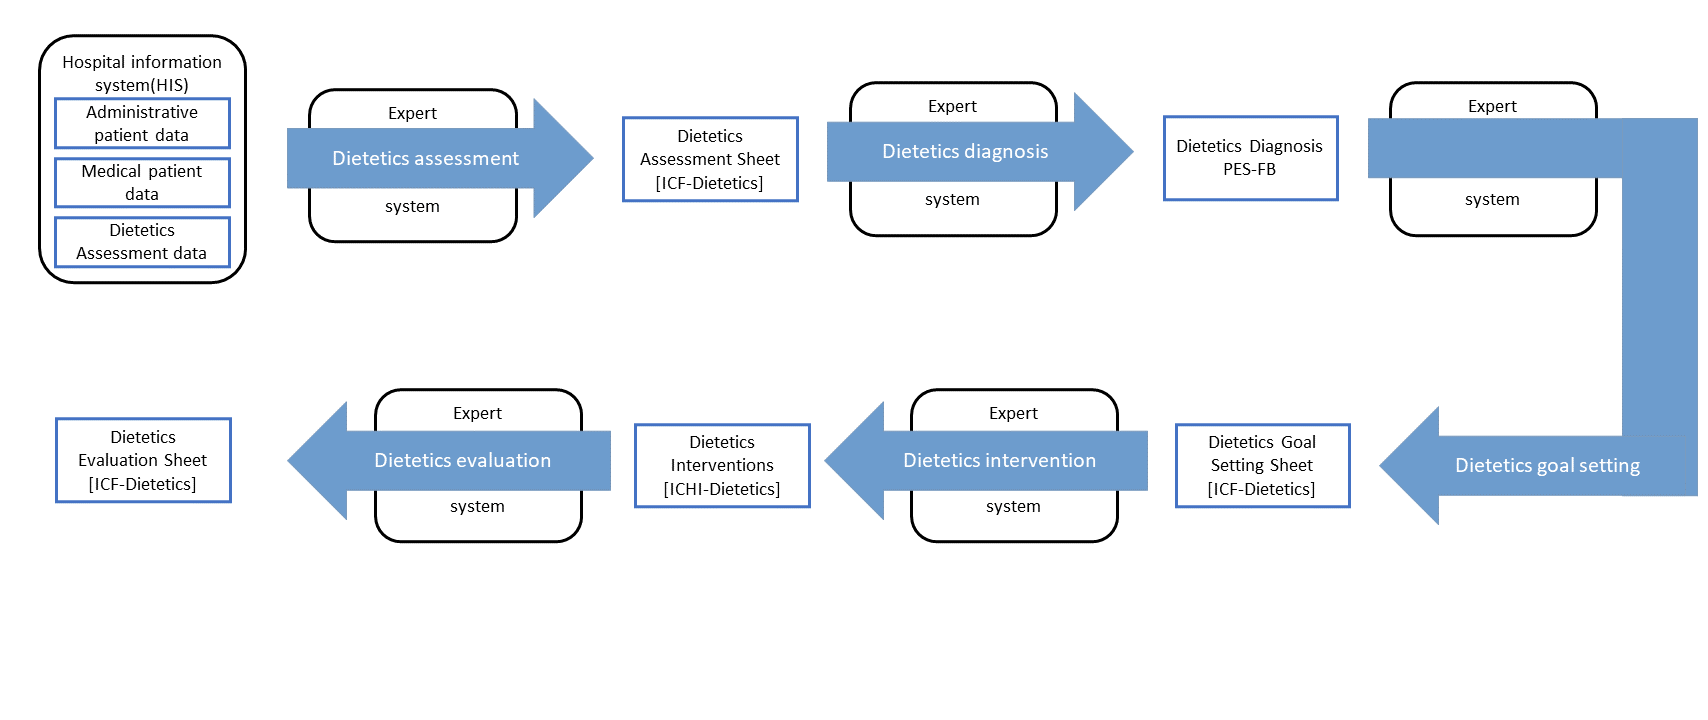 Hospital information
system(HIS)
Administrative
patient data
Medical patient
data
Dietetics
Assessment data
Expert
Dietetics assessment
system
Dietetics
Assessment Sheet
[ICF-Dietetics]
Expert
Dietetics diagnosis
system
Dietetics Diagnosis
PES-FB
Expert
system
Dietetics goal setting
Dietetics Goal
Setting Sheet
[ICF-Dietetics]
Expert
Dietetics intervention
system
Dietetics
Interventions
[ICHI-Dietetics]
Expert
Dietetics evaluation
system
Dietetics
Evaluation Sheet
[ICF-Dietetics]